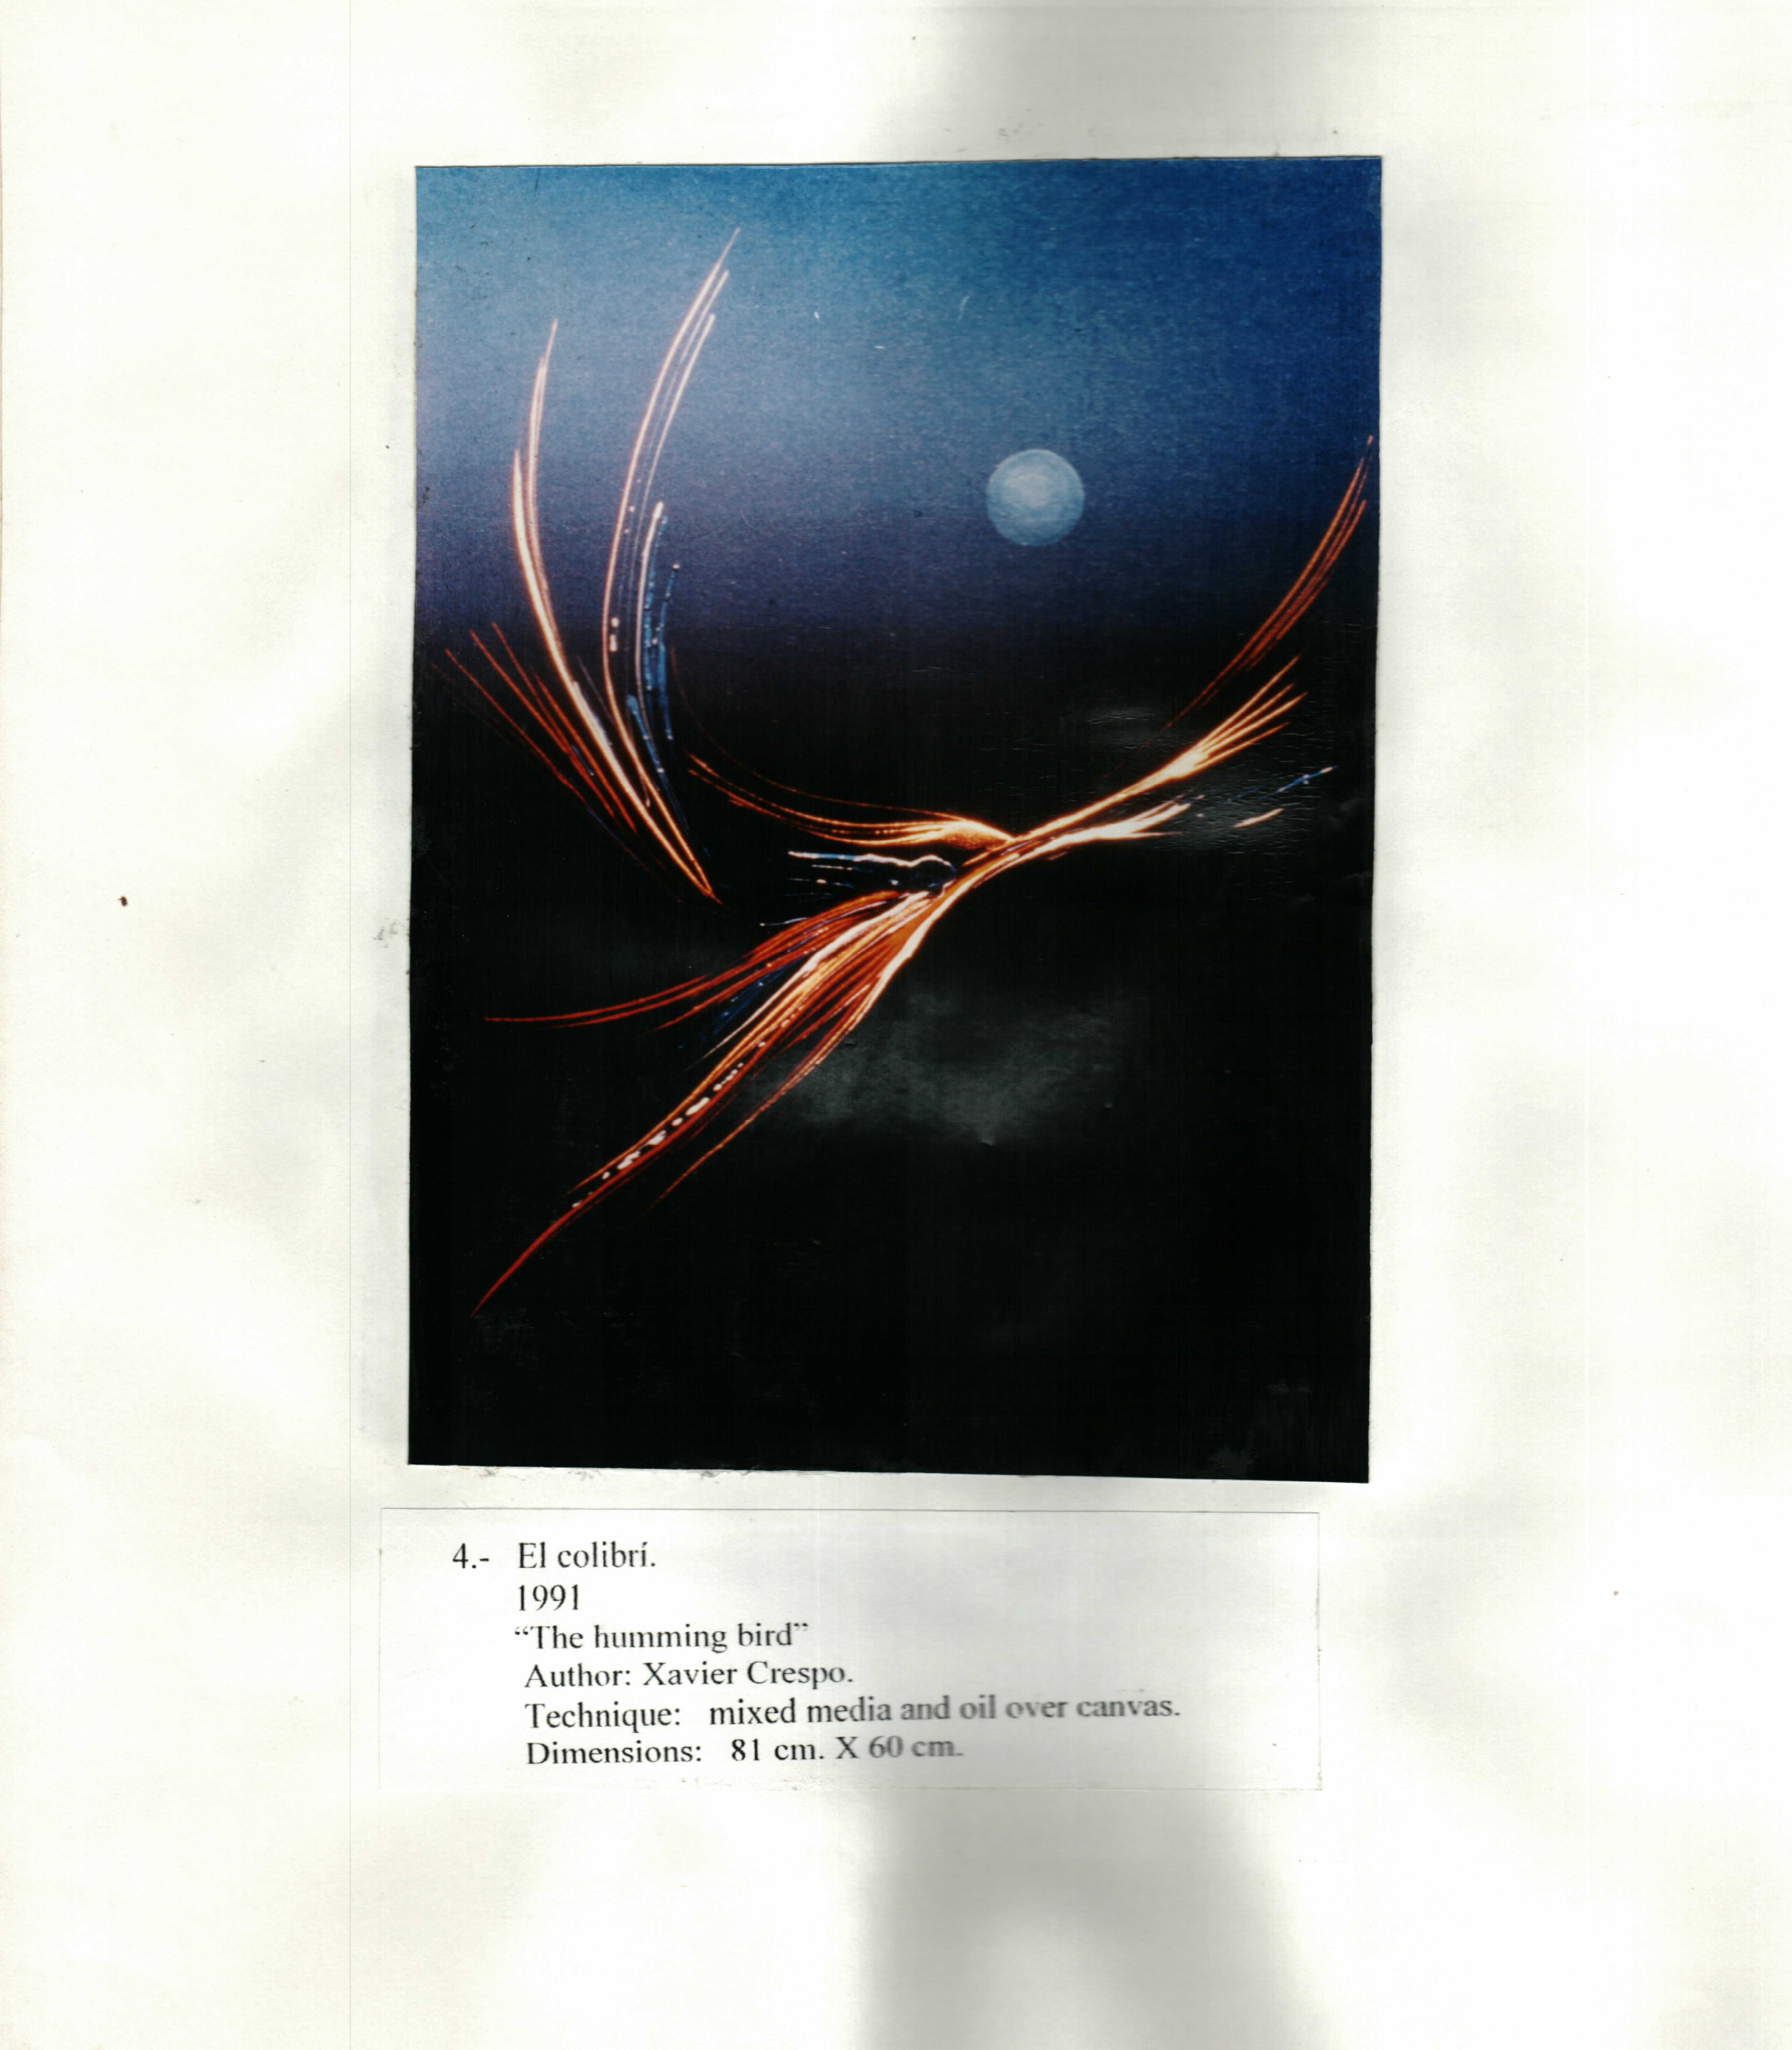 4.- El colibrí.
1991
“The humming bird”
Author: Xavier Crespo.
Technique: mixed media and oil over canvas.
Dimensions: 81 cm. X 60 cm.